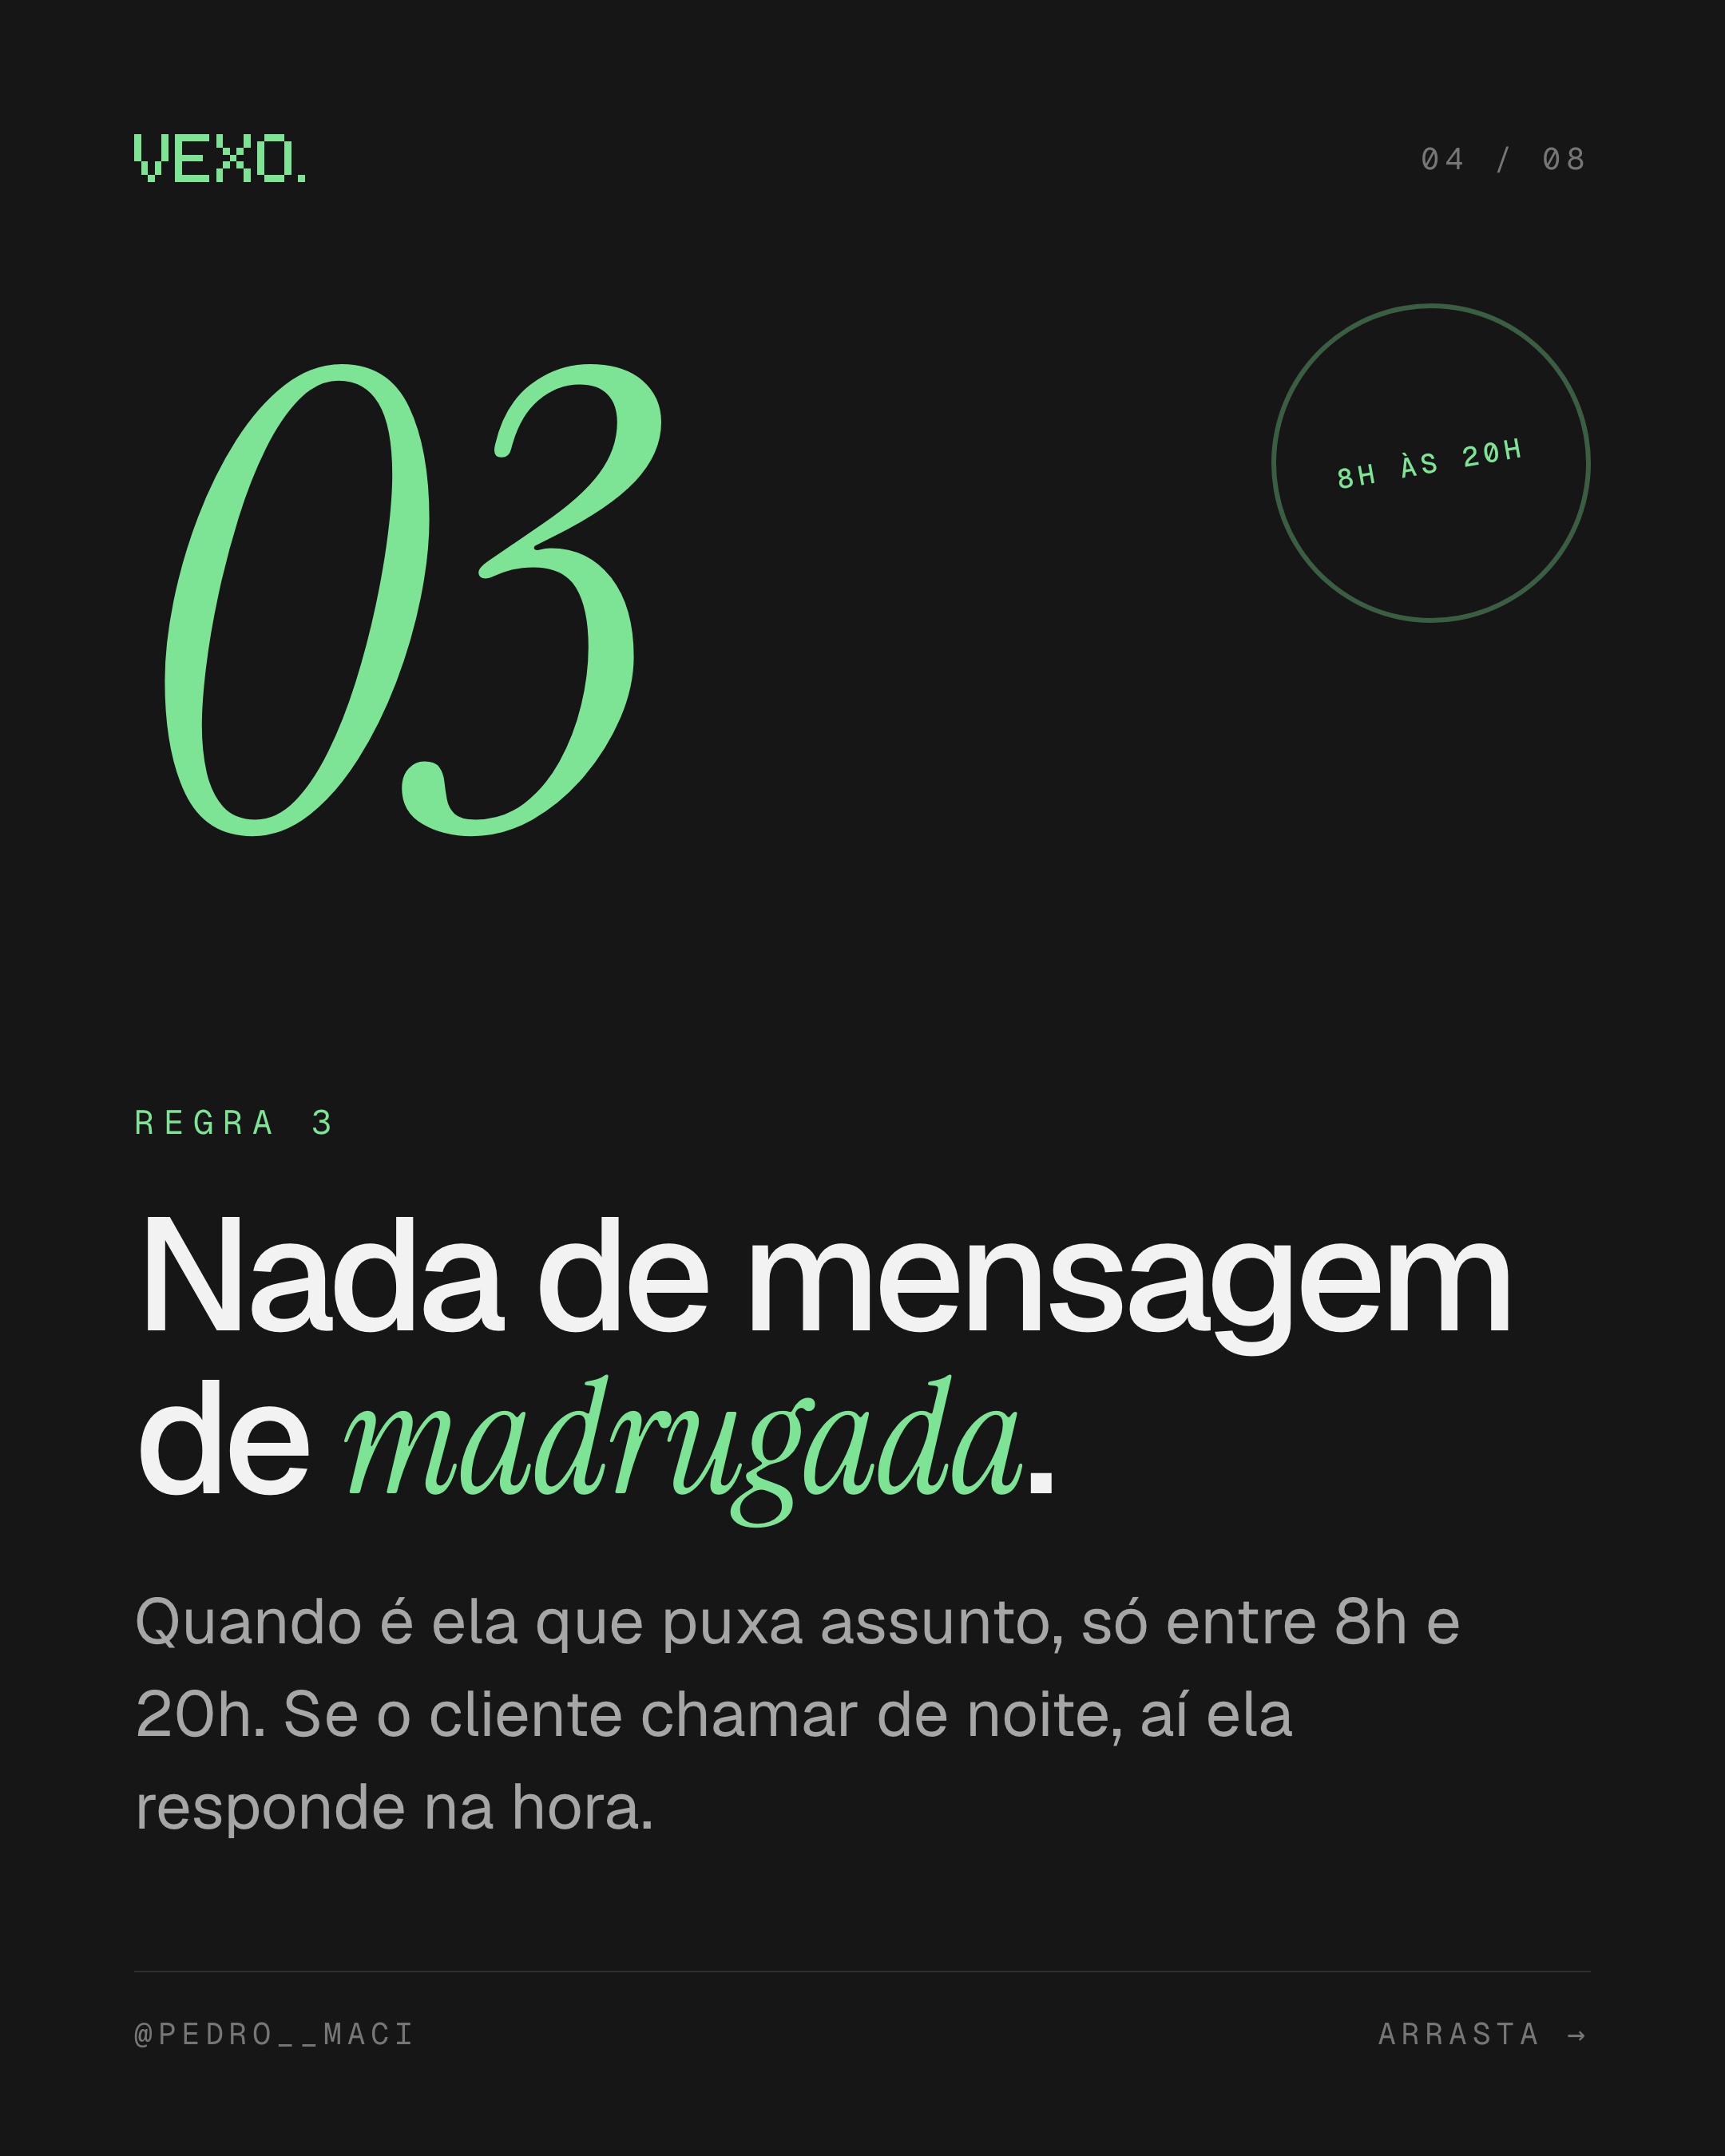 VEXO.
04 / 08
03
8H ÀS 20H
REGRA 3
Nada de mensagem
de madrugada.
Quando é ela que puxa assunto, só entre 8h e
20h. Se o cliente chamar de noite, aí ela
responde na hora.
@PEDRO__MACI
ARRASTA →